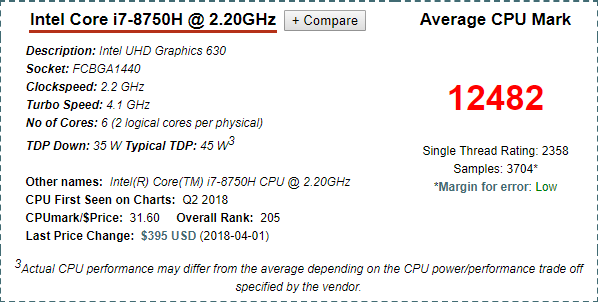 Intel Core i7-8750H @ 2.20GHz
+ Compare
Average CPU Mark
Description: Intel UHD Graphics 630
Socket: FCBGA1440
Clockspeed: 2.2 GHz
Turbo Speed: 4.1 GHz
No of Cores: 6 (2 logical cores per physical)
TDP Down: 35 W Typical TDP: 45 W3
12482
Single Thread Rating: 2358
Samples: 3704*
*Margin for error: Low
Other names: Intel(R) Core(TM) i7-8750H CPU @ 2.20GHz
CPU First Seen on Charts: Q2 2018
CPUmark/$Price: 31.60 Overall Rank: 205
Last Price Change: $395 USD (2018-04-01)
3Actual CPU performance may differ from the average depending on the CPU power/performance trade off
specified by the vendor.